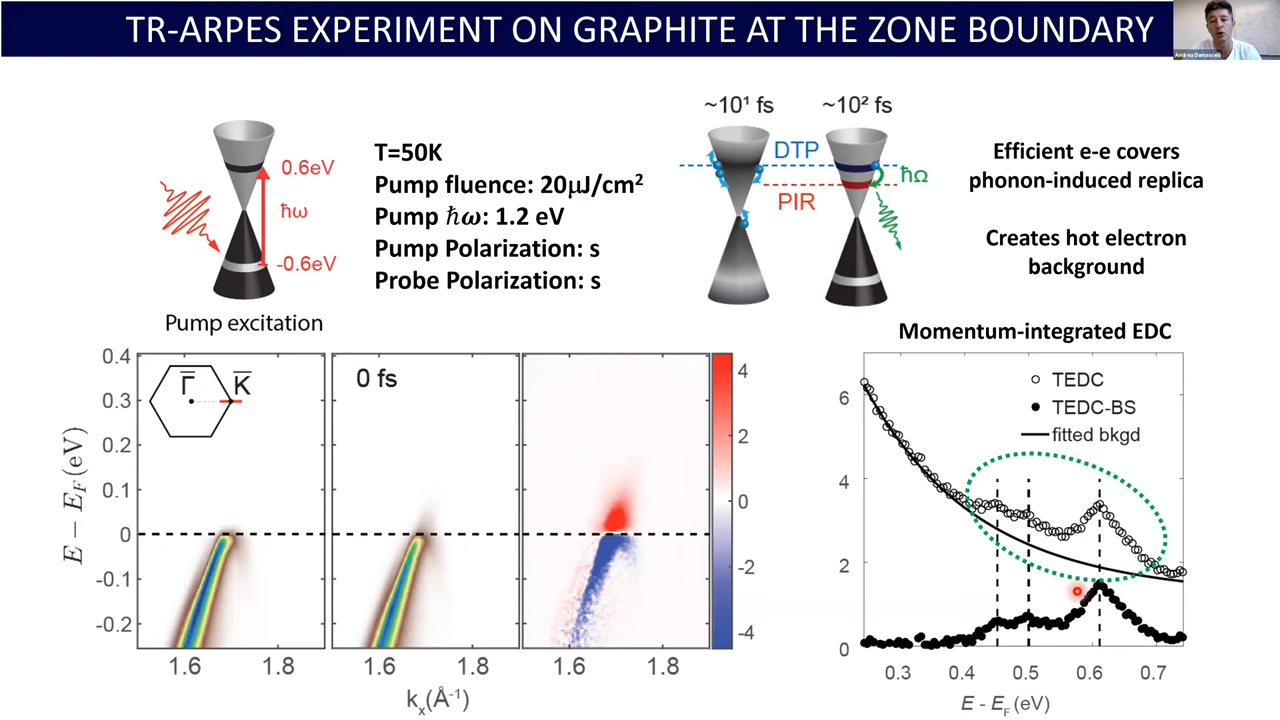 TR-ARPES EXPERIMENT ON GRAPHITE AT THE ZONE BOUNDARY
Andrea Damascelli
0.6eV
ħω
-0.6eV
Pump excitation
T=50K
Pump fluence: 20μJ/cm²
Pump ħω: 1.2 eV
Pump Polarization: s
Probe Polarization: s
~10¹ fs
~10² fs
DTP
PIR
ħΩ
Efficient e-e covers
phonon-induced replica
Creates hot electron
background
Γ̅
K̅
0 fs
E − E_F (eV)
0.4
0.3
0.2
0.1
0
-0.1
-0.2
1.6 1.8
1.6 1.8
1.6 1.8
kₓ(Å⁻¹)
4
2
0
-2
-4
Momentum-integrated EDC
TEDC
TEDC-BS
fitted bkgd
6
4
2
0
0.3 0.4 0.5 0.6 0.7
E - E_F (eV)